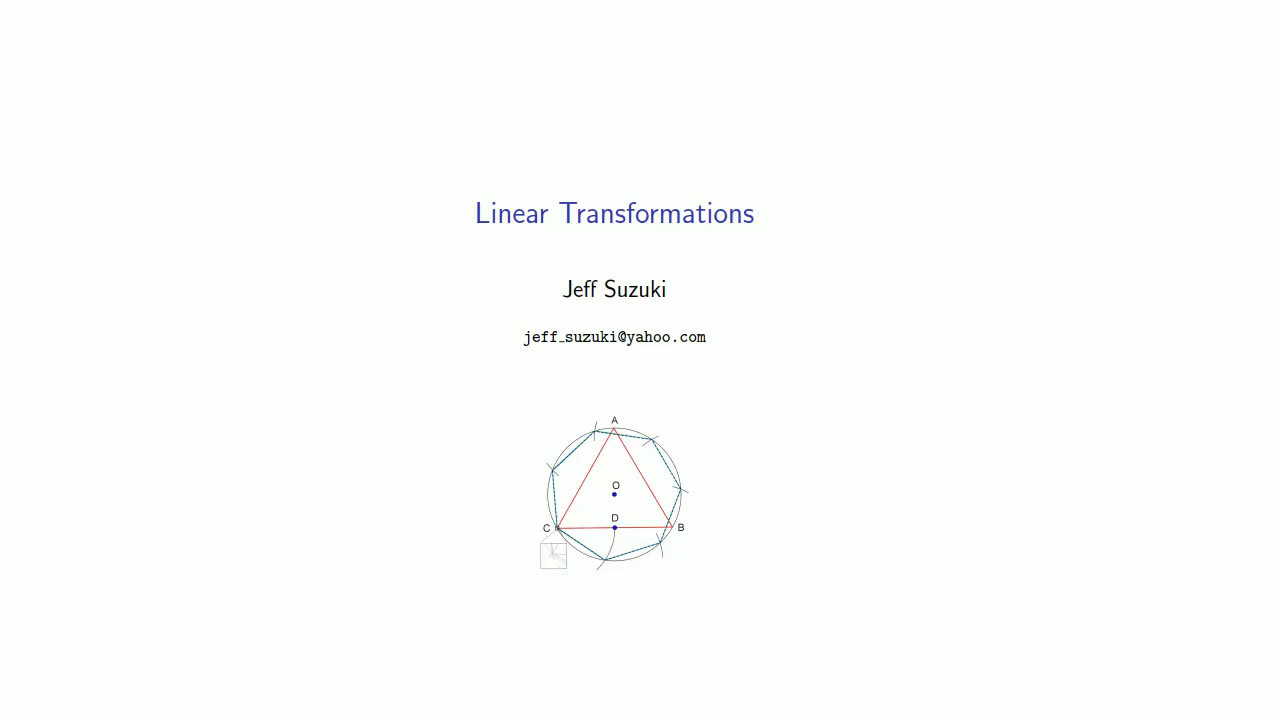 Linear Transformations
Jeff Suzuki
jeff_suzuki@yahoo.com
A
O
D
C
B